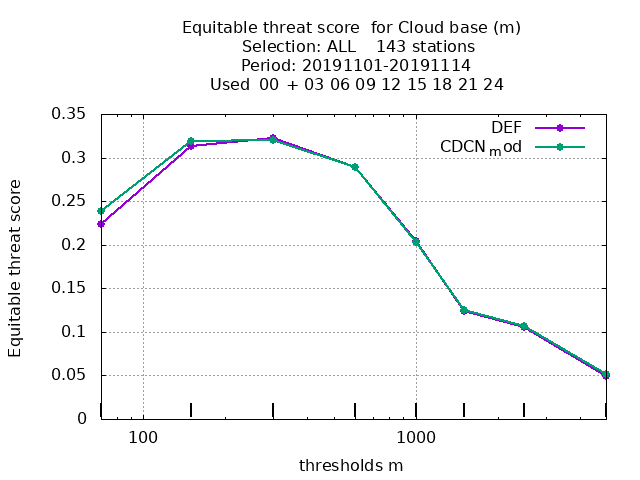 Equitable threat score  for Cloud base (m)
Selection: ALL    143 stations
Period: 20191101-20191114
Used  00 + 03 06 09 12 15 18 21 24
DEF
CDCNmod
Equitable threat score
0.35
0.3
0.25
0.2
0.15
0.1
0.05
0
100
1000
thresholds m